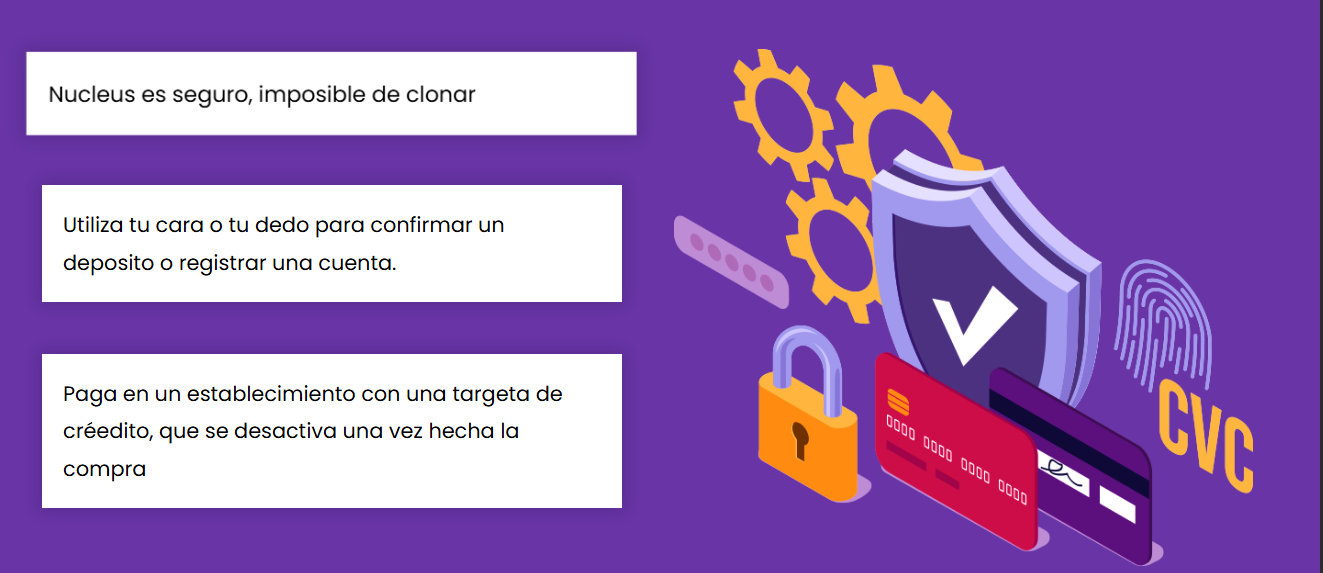 Nucleus es seguro, imposible de clonar
Utiliza tu cara o tu dedo para confirmar un
deposito o registrar una cuenta.
Paga en un establecimiento con una targeta de
créedito, que se desactiva una vez hecha la
compra
0000 0000 0000 0000
CVC